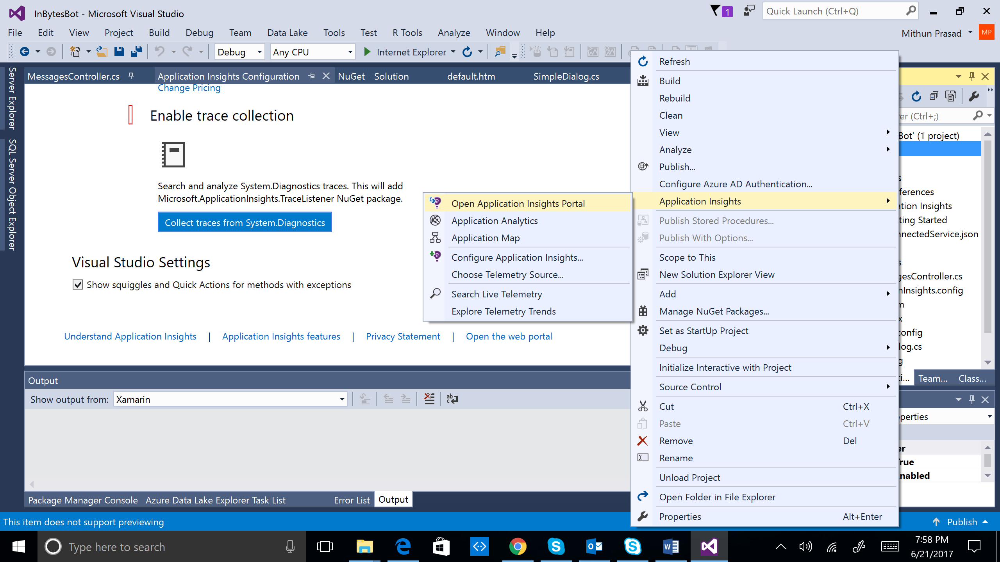 InBytesBot - Microsoft Visual Studio
1
Quick Launch (Ctrl+Q)
File Edit View Project Build Debug Team Data Lake Tools Test R Tools Analyze Window Help
Mithun Prasad MP
Debug Any CPU Internet Explorer
Server Explorer
SQL Server Object Explorer
MessagesController.cs Application Insights Configuration NuGet - Solution default.htm SimpleDialog.cs
Change Pricing
Enable trace collection
Search and analyze System.Diagnostics traces. This will add
Microsoft.ApplicationInsights.TraceListener NuGet package.
Collect traces from System.Diagnostics
Visual Studio Settings
Show squiggles and Quick Actions for methods with exceptions
Understand Application Insights | Application Insights features | Privacy Statement | Open the web portal
Open Application Insights Portal
Application Analytics
Application Map
Configure Application Insights...
Choose Telemetry Source...
Search Live Telemetry
Explore Telemetry Trends
Refresh
Build
Rebuild
Clean
View
Analyze
Publish...
Configure Azure AD Authentication...
Application Insights
Publish Stored Procedures...
Publish With Options...
Scope to This
New Solution Explorer View
Add
Manage NuGet Packages...
Set as StartUp Project
Debug
Initialize Interactive with Project
Source Control
Cut Ctrl+X
Paste Ctrl+V
Remove Del
Rename
Unload Project
Open Folder in File Explorer
Properties Alt+Enter
er (Ctrl+;)
Bot' (1 project)
s
ferences
ation Insights
ting Started
nnectedService.json
s
gesController.cs
nInsights.config
m
x
config
log.cs
g
ti... Team... Class...
perties
er
True
Enabled
Output
Show output from: Xamarin
Package Manager Console Azure Data Lake Explorer Task List Error List Output
This item does not support previewing
Publish
Type here to search
7:58 PM
6/21/2017